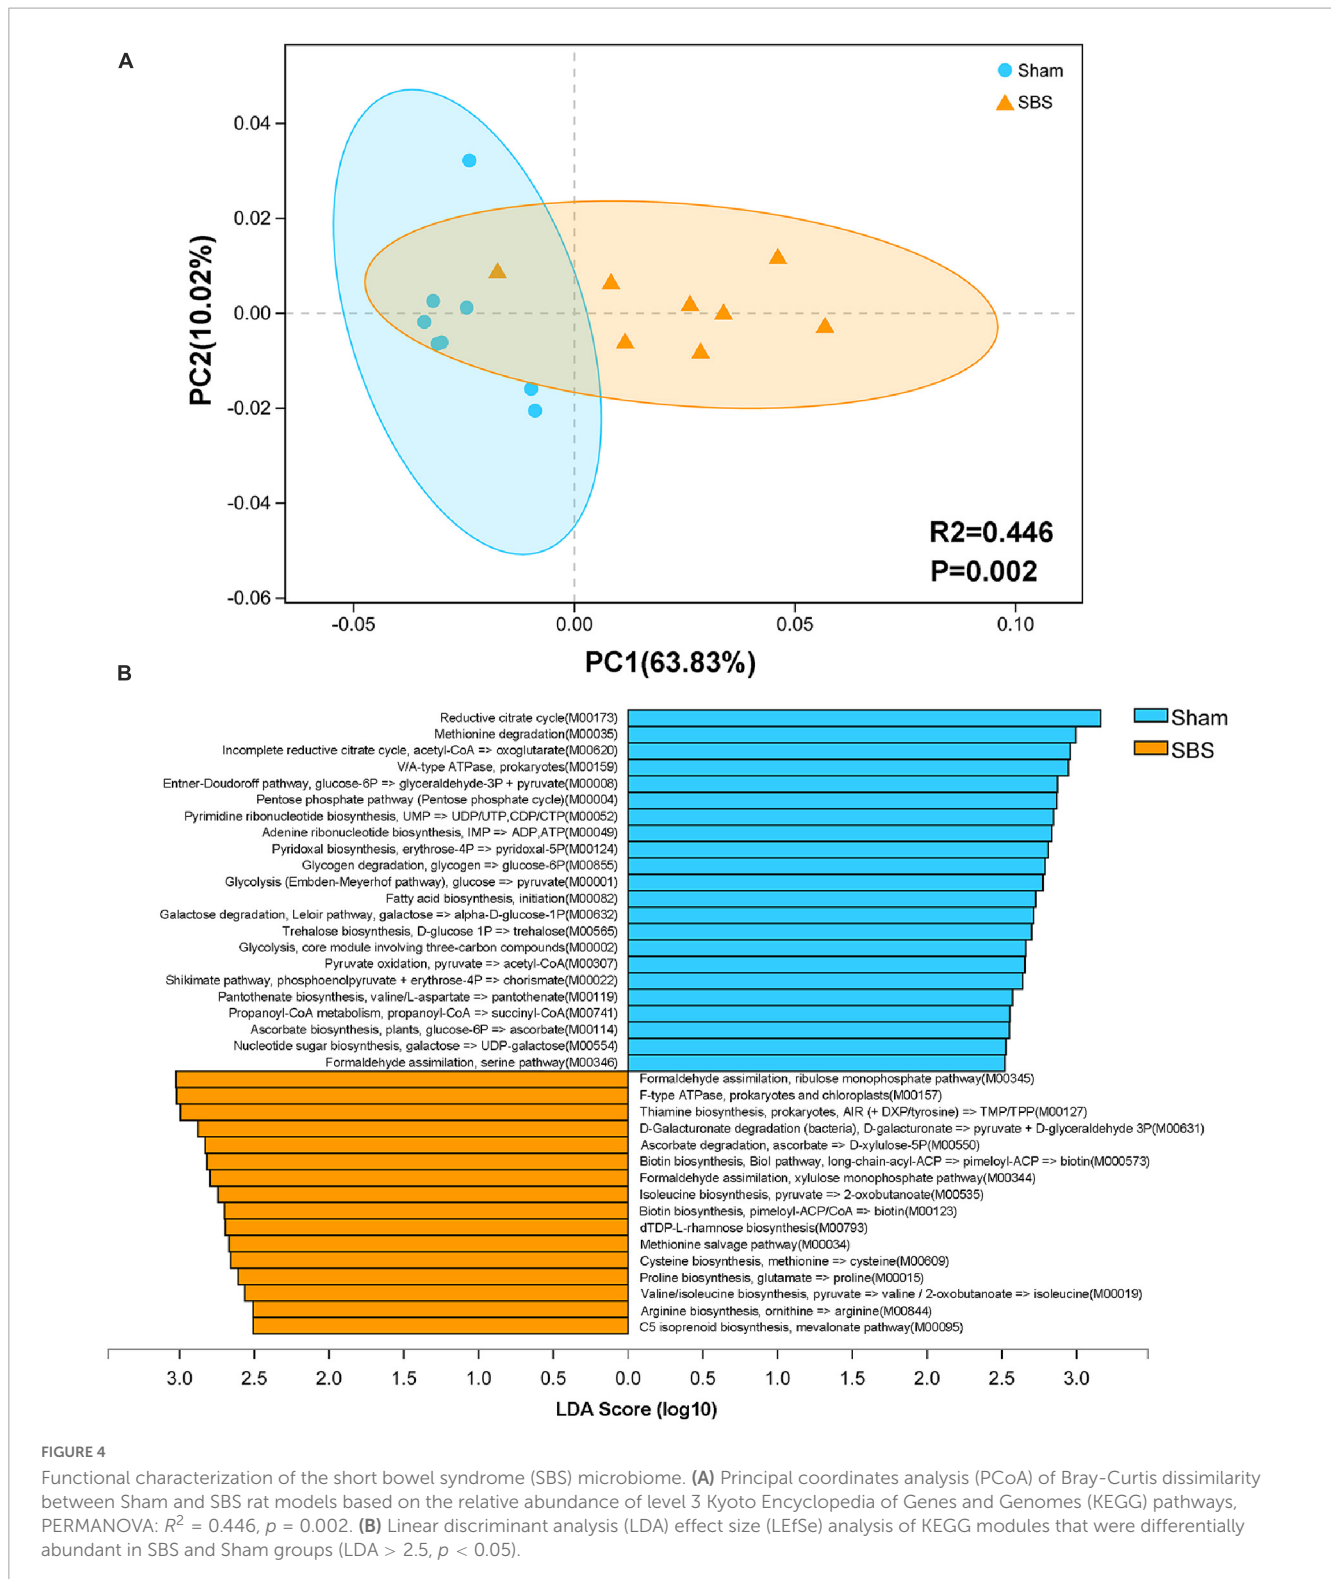 A
Sham
SBS
0.04
0.02
0.00
-0.02
-0.04
-0.06
PC2(10.02%)
R2=0.446
P=0.002
-0.05
0.00
0.05
0.10
PC1(63.83%)
B
Sham
SBS
Reductive citrate cycle(M00173)
Methionine degradation(M00035)
Incomplete reductive citrate cycle, acetyl-CoA => oxoglutarate(M00620)
V/A-type ATPase, prokaryotes(M00159)
Entner-Doudoroff pathway, glucose-6P => glyceraldehyde-3P + pyruvate(M00008)
Pentose phosphate pathway (Pentose phosphate cycle)(M00004)
Pyrimidine ribonucleotide biosynthesis, UMP => UDP/UTP,CDP/CTP(M00052)
Adenine ribonucleotide biosynthesis, IMP => ADP,ATP(M00049)
Pyridoxal biosynthesis, erythrose-4P => pyridoxal-5P(M00124)
Glycogen degradation, glycogen => glucose-6P(M00855)
Glycolysis (Embden-Meyerhof pathway), glucose => pyruvate(M00001)
Fatty acid biosynthesis, initiation(M00082)
Galactose degradation, Leloir pathway, galactose => alpha-D-glucose-1P(M00632)
Trehalose biosynthesis, D-glucose 1P => trehalose(M00565)
Glycolysis, core module involving three-carbon compounds(M00002)
Pyruvate oxidation, pyruvate => acetyl-CoA(M00307)
Shikimate pathway, phosphoenolpyruvate + erythrose-4P => chorismate(M00022)
Pantothenate biosynthesis, valine/L-aspartate => pantothenate(M00119)
Propanoyl-CoA metabolism, propanoyl-CoA => succinyl-CoA(M00741)
Ascorbate biosynthesis, plants, glucose-6P => ascorbate(M00114)
Nucleotide sugar biosynthesis, galactose => UDP-galactose(M00554)
Formaldehyde assimilation, serine pathway(M00346)
Formaldehyde assimilation, ribulose monophosphate pathway(M00345)
F-type ATPase, prokaryotes and chloroplasts(M00157)
Thiamine biosynthesis, prokaryotes, AIR (+ DXP/tyrosine) => TMP/TPP(M00127)
D-Galacturonate degradation (bacteria), D-galacturonate => pyruvate + D-glyceraldehyde 3P(M00631)
Ascorbate degradation, ascorbate => D-xylulose-5P(M00550)
Biotin biosynthesis, BioI pathway, long-chain-acyl-ACP => pimeloyl-ACP => biotin(M000573)
Formaldehyde assimilation, xylulose monophosphate pathway(M00344)
Isoleucine biosynthesis, pyruvate => 2-oxobutanoate(M00535)
Biotin biosynthesis, pimeloyl-ACP/CoA => biotin(M00123)
dTDP-L-rhamnose biosynthesis(M00793)
Methionine salvage pathway(M00034)
Cysteine biosynthesis, methionine => cysteine(M00609)
Proline biosynthesis, glutamate => proline(M00015)
Valine/isoleucine biosynthesis, pyruvate => valine / 2-oxobutanoate => isoleucine(M00019)
Arginine biosynthesis, ornithine => arginine(M00844)
C5 isoprenoid biosynthesis, mevalonate pathway(M00095)
3.0 2.5 2.0 1.5 1.0 0.5 0.0 0.5 1.0 1.5 2.0 2.5 3.0
LDA Score (log10)
FIGURE 4
Functional characterization of the short bowel syndrome (SBS) microbiome. (A) Principal coordinates analysis (PCoA) of Bray-Curtis dissimilarity
between Sham and SBS rat models based on the relative abundance of level 3 Kyoto Encyclopedia of Genes and Genomes (KEGG) pathways,
PERMANOVA: R² = 0.446, p = 0.002. (B) Linear discriminant analysis (LDA) effect size (LEfSe) analysis of KEGG modules that were differentially
abundant in SBS and Sham groups (LDA > 2.5, p < 0.05).